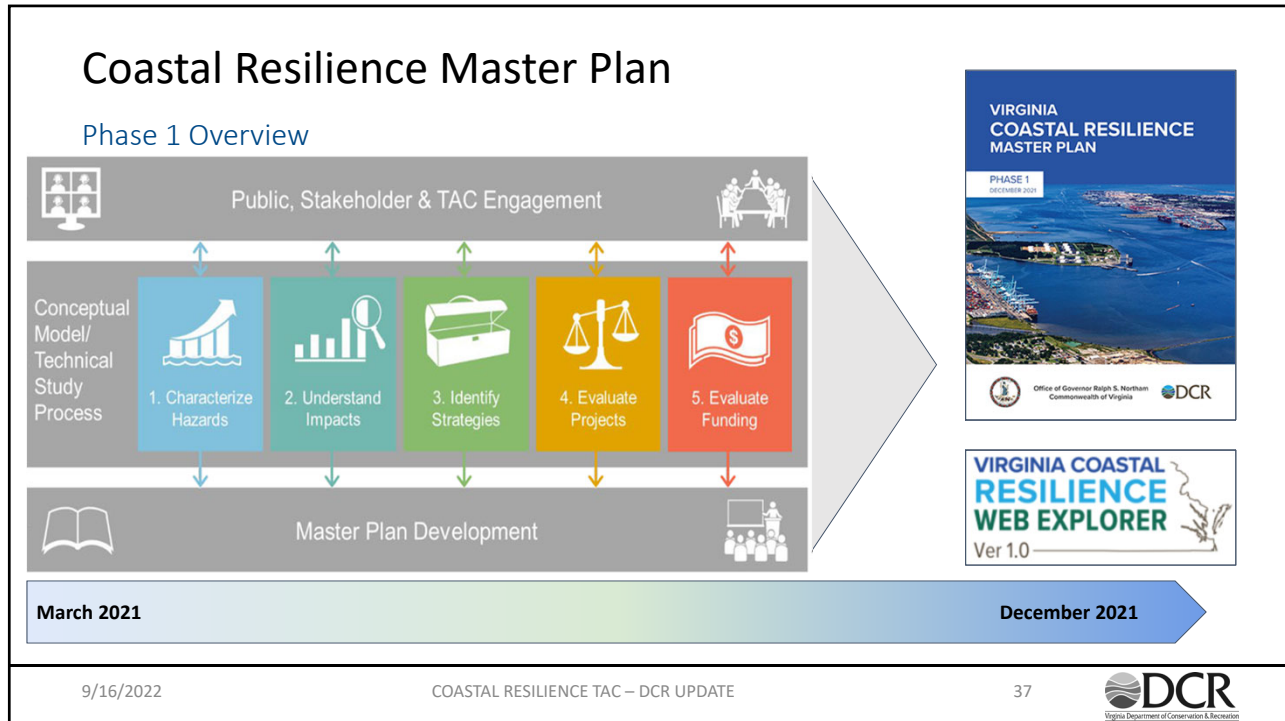 Coastal Resilience Master Plan
Phase 1 Overview
Public, Stakeholder & TAC Engagement
Conceptual
Model/
Technical
Study
Process
1. Characterize
Hazards
2. Understand
Impacts
3. Identify
Strategies
4. Evaluate
Projects
$
5. Evaluate
Funding
Master Plan Development
March 2021
December 2021
VIRGINIA
COASTAL RESILIENCE
MASTER PLAN
PHASE 1
DECEMBER 2021
Office of Governor Ralph S. Northam
Commonwealth of Virginia
DCR
VIRGINIA COASTAL
RESILIENCE
WEB EXPLORER
Ver 1.0
9/16/2022
COASTAL RESILIENCE TAC – DCR UPDATE
37
DCR
Virginia Department of Conservation & Recreation